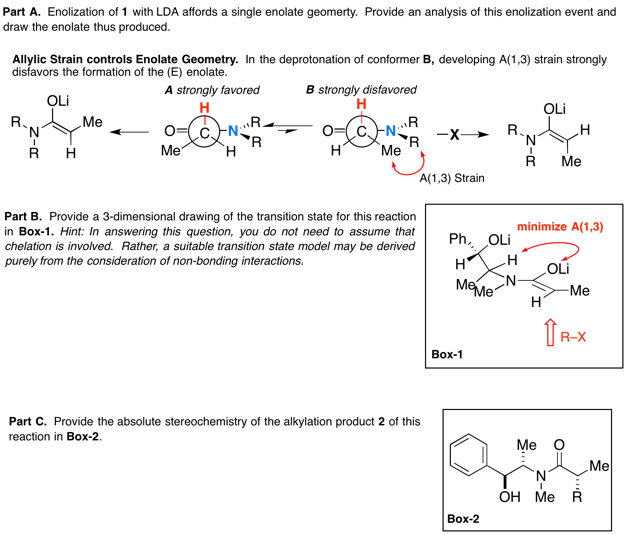 Part A. Enolization of 1 with LDA affords a single enolate geomerty. Provide an analysis of this enolization event and
draw the enolate thus produced.
Allylic Strain controls Enolate Geometry. In the deprotonation of conformer B, developing A(1,3) strain strongly
disfavors the formation of the (E) enolate.
A strongly favored
B strongly disfavored
OLi
R
N
R
Me
H
H
O
C
N
R
R
Me
H
H
O
C
N
R
R
H
Me
X
OLi
R
N
R
H
Me
A(1,3) Strain
Part B. Provide a 3-dimensional drawing of the transition state for this reaction
in Box-1. Hint: In answering this question, you do not need to assume that
chelation is involved. Rather, a suitable transition state model may be derived
purely from the consideration of non-bonding interactions.
minimize A(1,3)
Ph
OLi
H
H
OLi
Me
Me
N
Me
H
R–X
Box-1
Part C. Provide the absolute stereochemistry of the alkylation product 2 of this
reaction in Box-2.
Me
O
Me
N
OH
Me
R
Box-2